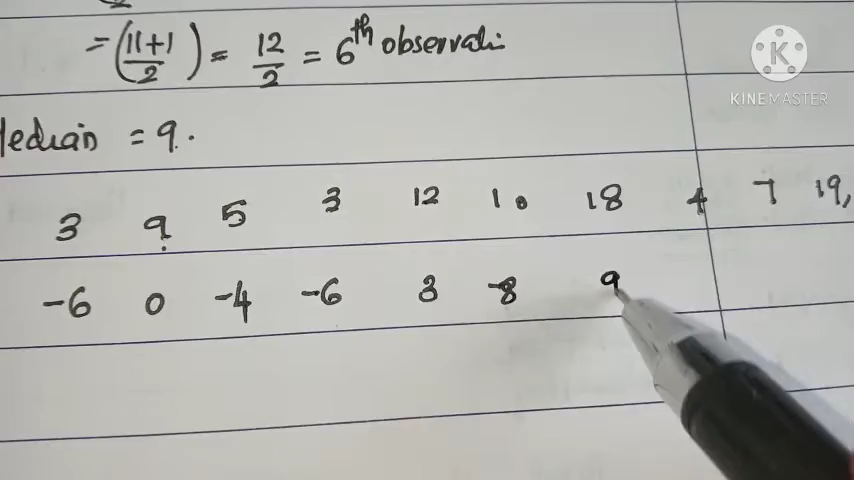 = (11+1/2) = 12/2 = 6th observati
Median = 9.
3 9 5 3 12 10 18 4 7 19,
-6 0 -4 -6 3 -8 9
K
KINEMASTER